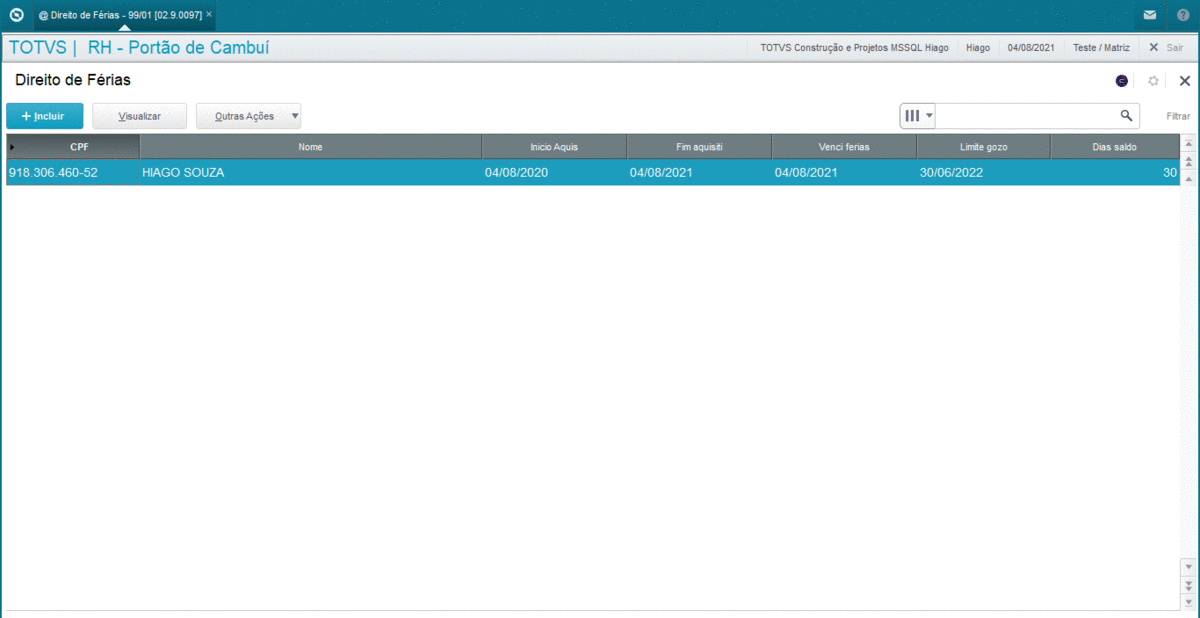 @ Direito de Férias - 99/01 [02.9.0097] ×
TOTVS | RH - Portão de Cambuí
TOTVS Construção e Projetos MSSQL Hiago Hiago 04/08/2021 Teste / Matriz Sair
Direito de Férias
+ Incluir Visualizar Outras Ações Filtrar
CPF Nome Inicio Aquis Fim aquisiti Venci ferias Limite gozo Dias saldo
918.306.460-52 HIAGO SOUZA 04/08/2020 04/08/2021 04/08/2021 30/06/2022 30